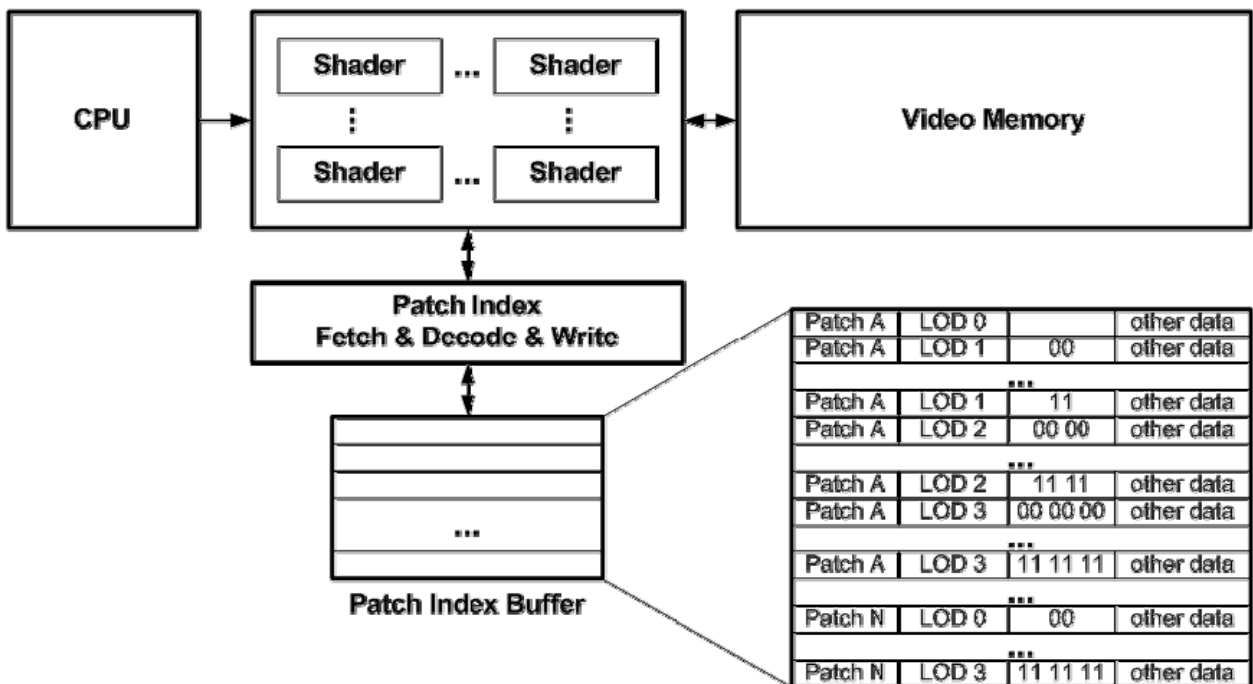 CPU
Shader ... Shader
Shader ... Shader
Video Memory
Patch Index
Fetch & Decode & Write
...
Patch Index Buffer
Patch A LOD 0 other data
Patch A LOD 1 00 other data
...
Patch A LOD 1 11 other data
Patch A LOD 2 00 00 other data
...
Patch A LOD 2 11 11 other data
Patch A LOD 3 00 00 00 other data
...
Patch A LOD 3 11 11 11 other data
...
Patch N LOD 0 00 other data
...
Patch N LOD 3 11 11 11 other data